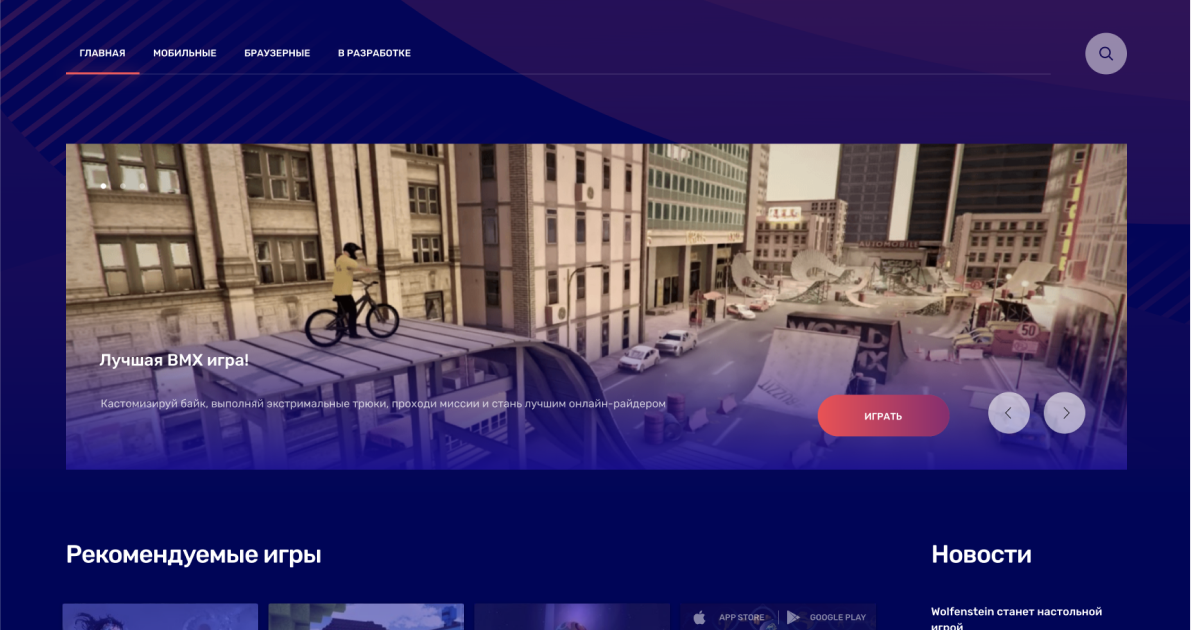 ГЛАВНАЯ
МОБИЛЬНЫЕ
БРАУЗЕРНЫЕ
В РАЗРАБОТКЕ
AUTOMOBILE
WORLD
BMX
50
Лучшая BMX игра!
Кастомизируй байк, выполняй экстримальные трюки, проходи миссии и стань лучшим онлайн-райдером
ИГРАТЬ
Рекомендуемые игры
Новости
APP STORE
GOOGLE PLAY
Wolfenstein станет настольной
игрой